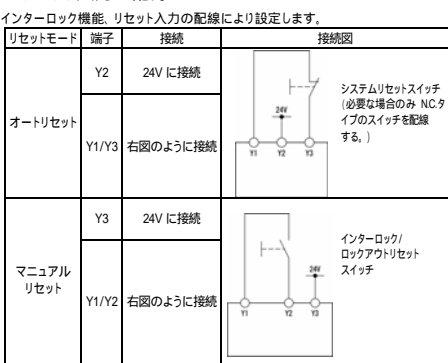 インターロック機能、リセット入力の配線により設定します。
リセットモード 端子 接続 接続図
オートリセット
Y2 24V に接続
Y1/Y3 右図のように接続
24V
Y1 Y2 Y3
システムリセットスイッチ
(必要な場合のみ N.C.タ
イプのスイッチを配線
する。)
マニュアル
リセット
Y3 24V に接続
Y1/Y2 右図のように接続
24V
Y1 Y2 Y3
インターロック/
ロックアウトリセット
スイッチ